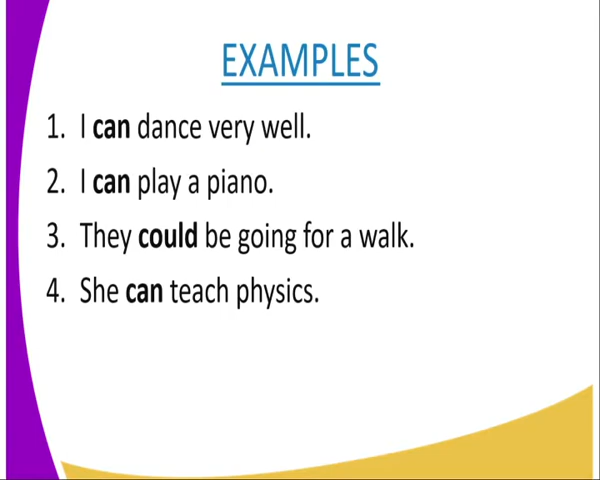 EXAMPLES
1. I can dance very well.
2. I can play a piano.
3. They could be going for a walk.
4. She can teach physics.